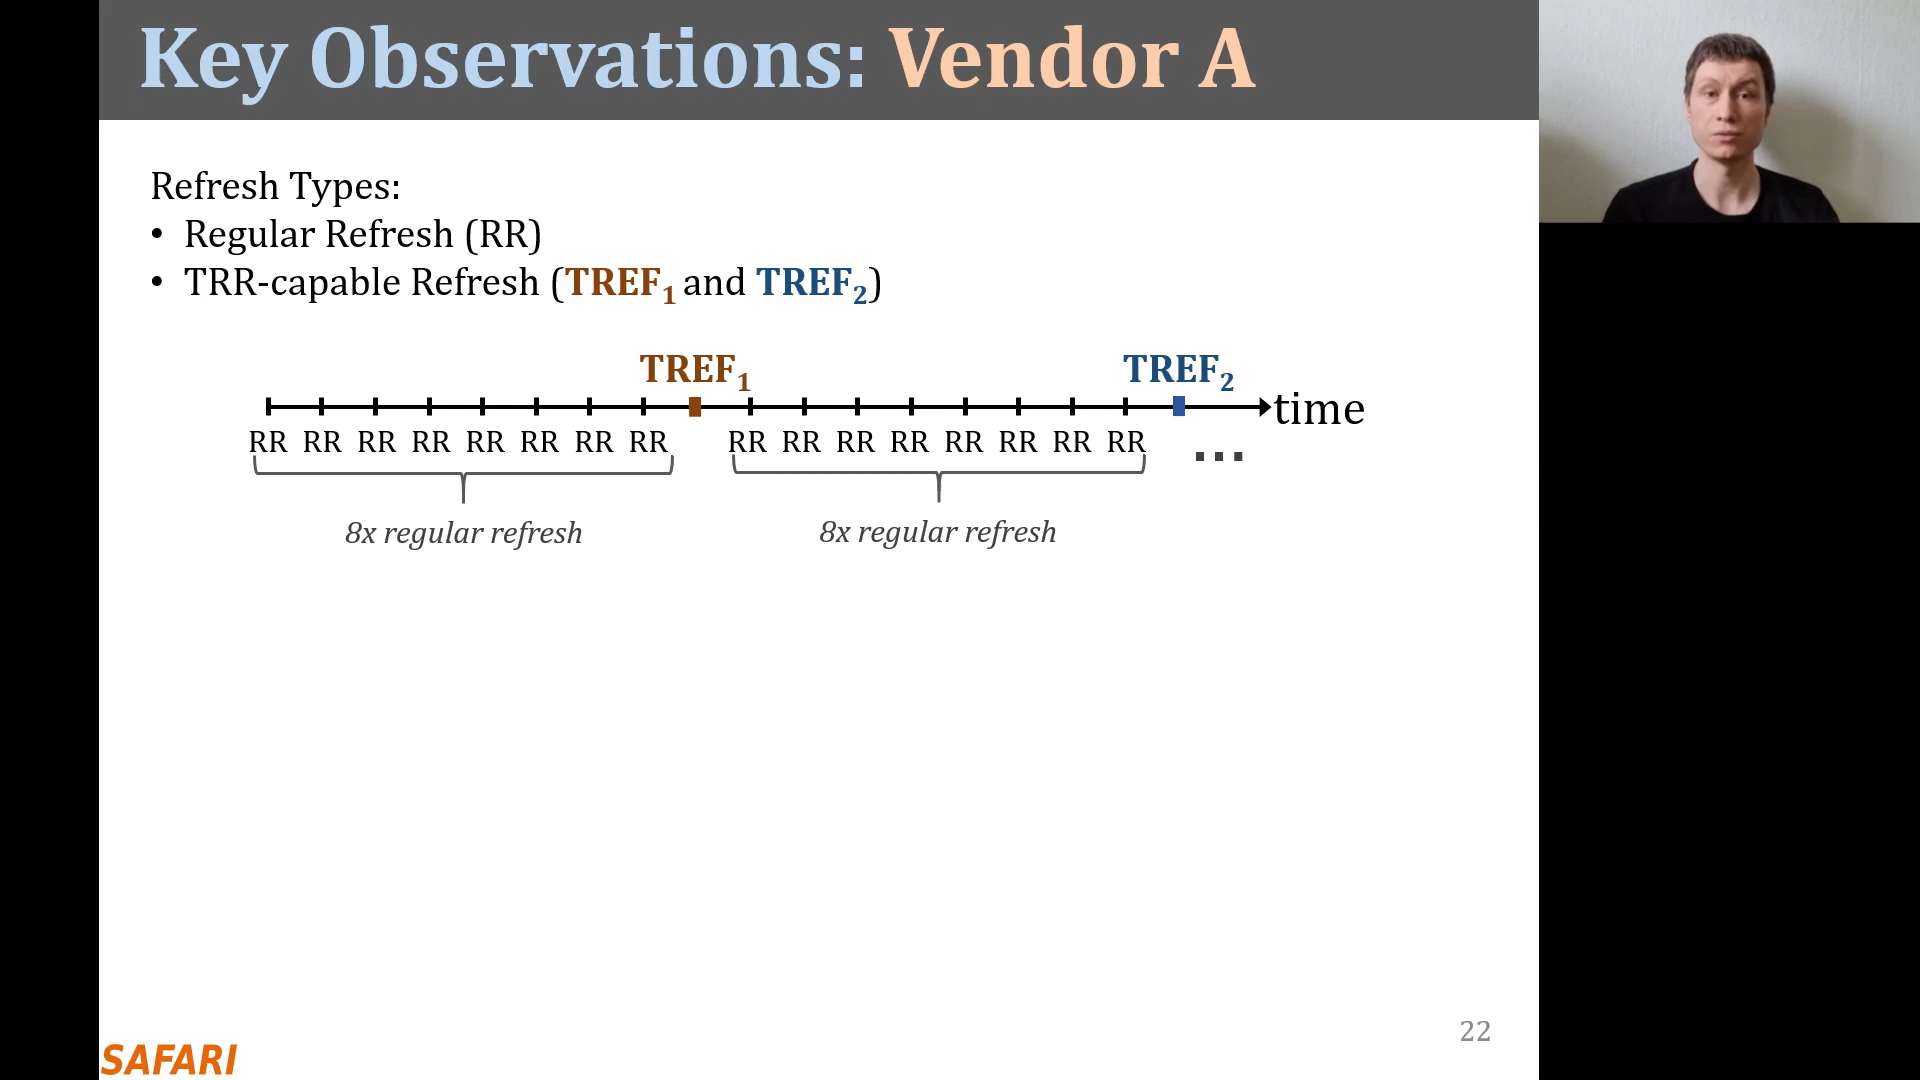 Key Observations: Vendor A
Refresh Types:
• Regular Refresh (RR)
• TRR-capable Refresh (TREF₁ and TREF₂)
TREF₁ TREF₂
time
RR RR RR RR RR RR RR RR RR RR RR RR RR RR RR RR ...
8x regular refresh 8x regular refresh
22
SAFARI